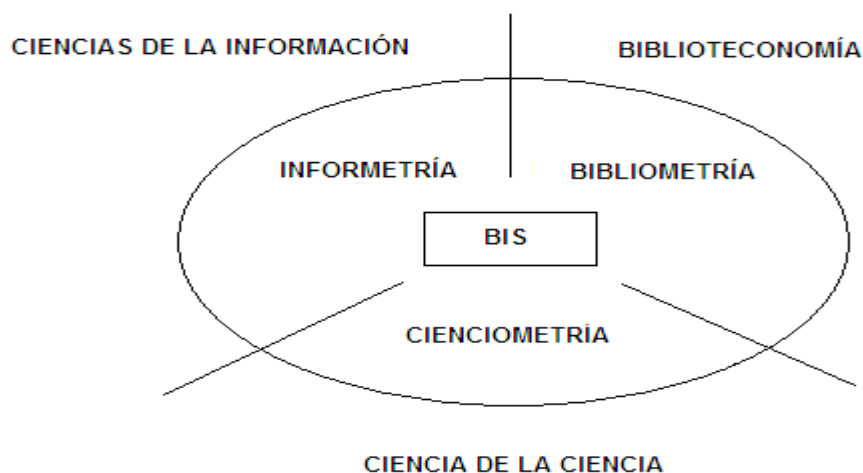 CIENCIAS DE LA INFORMACIÓN
BIBLIOTECONOMÍA
INFORMETRÍA
BIBLIOMETRÍA
BIS
CIENCIOMETRÍA
CIENCIA DE LA CIENCIA